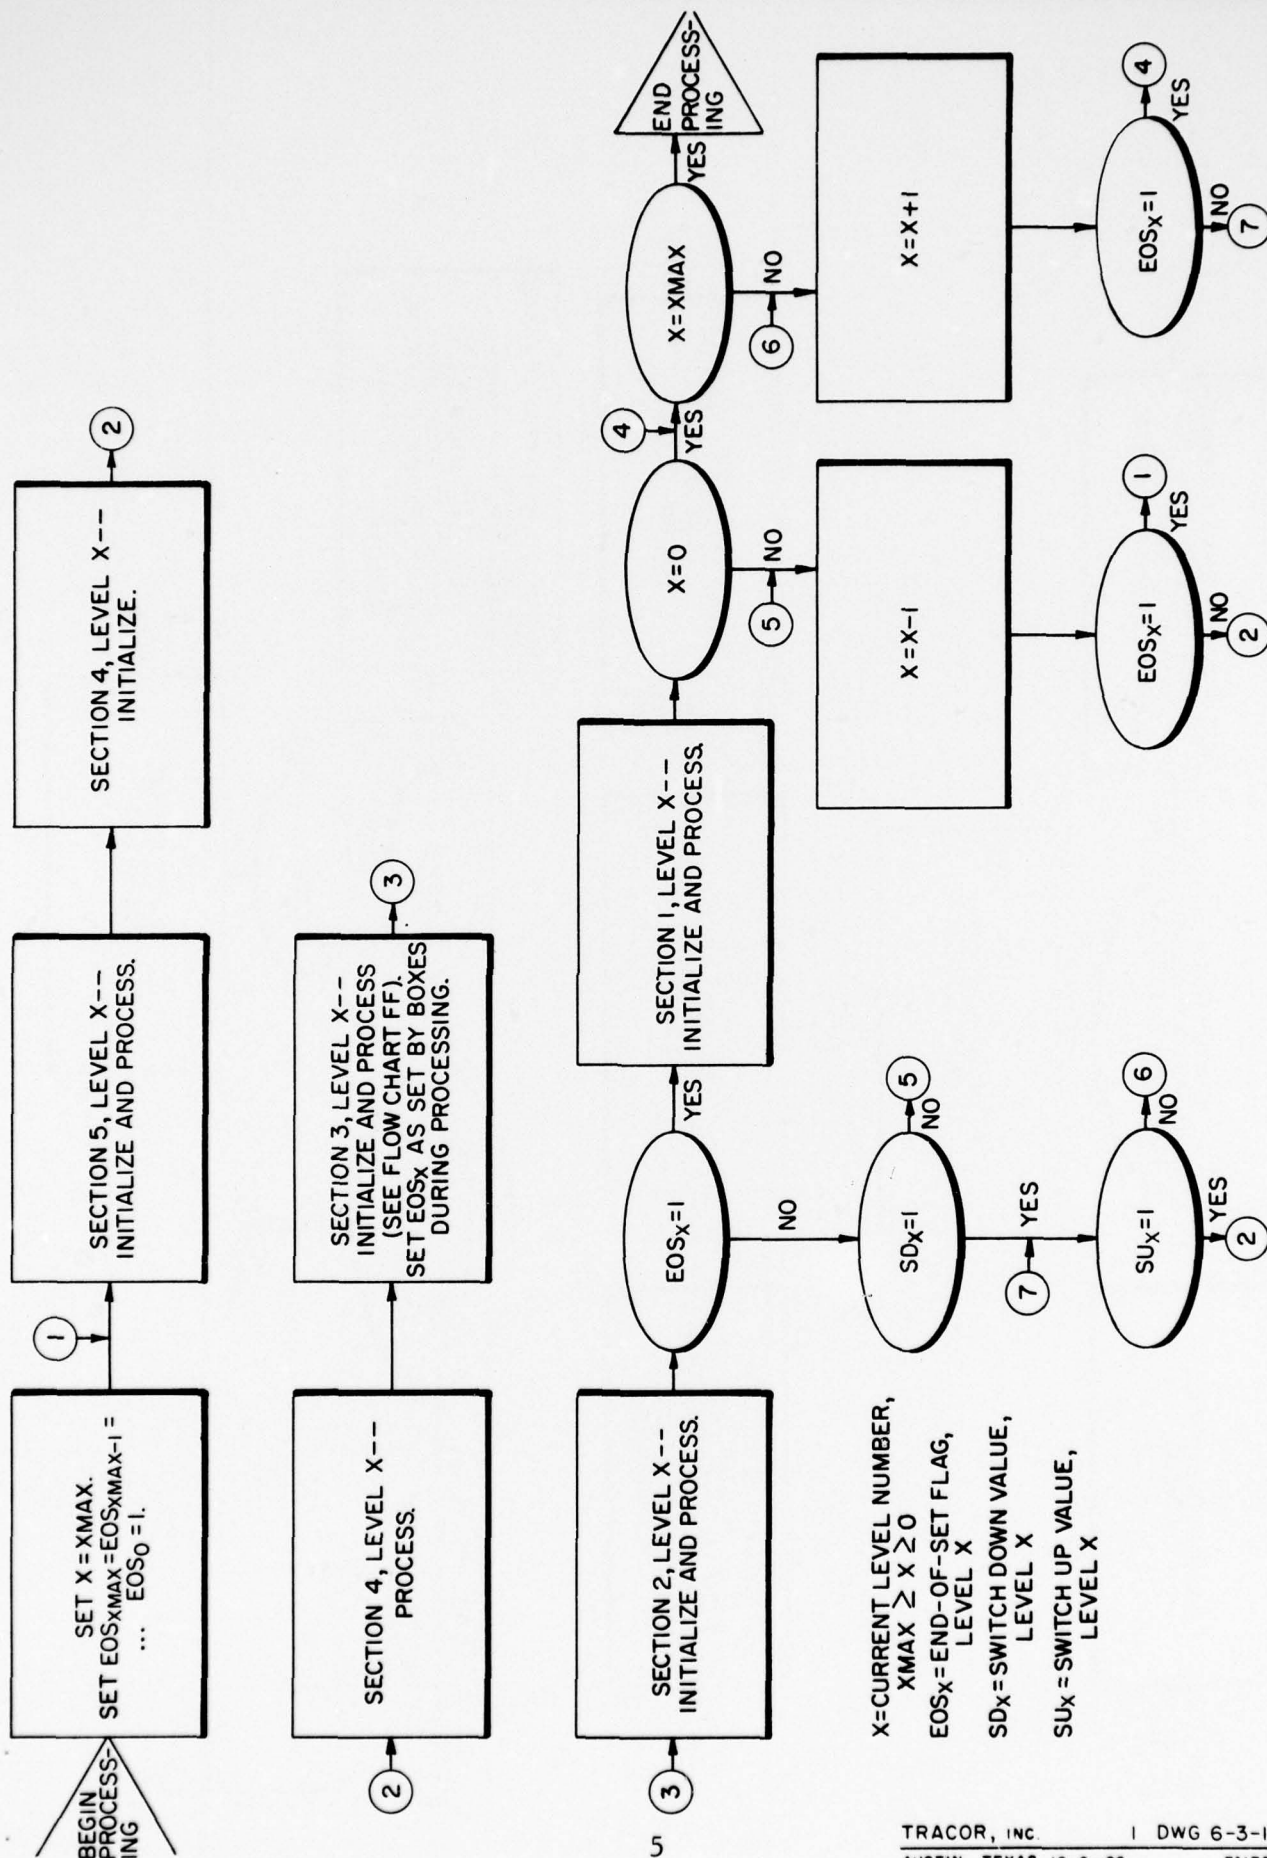 BEGIN
PROCESS-
ING
SET X = XMAX.
SET EOSXMAX = EOSXMAX-1 =
... EOS0 = 1.
1
SECTION 5, LEVEL X--
INITIALIZE AND PROCESS.
SECTION 4, LEVEL X--
INITIALIZE.
2
2
SECTION 4, LEVEL X--
PROCESS.
SECTION 3, LEVEL X--
INITIALIZE AND PROCESS
(SEE FLOW CHART FF).
SET EOSX AS SET BY BOXES
DURING PROCESSING.
3
3
SECTION 2, LEVEL X--
INITIALIZE AND PROCESS.
EOSX=1
YES
NO
SECTION 1, LEVEL X--
INITIALIZE AND PROCESS.
X=0
4
YES
X=XMAX
YES
END
PROCESS-
ING
5
NO
6
NO
SDX=1
NO
5
X=X-1
X=X+1
7
YES
SUX=1
NO
6
YES
2
EOSX=1
YES
1
NO
2
EOSX=1
YES
4
NO
7
X=CURRENT LEVEL NUMBER,
XMAX ≥ X ≥ 0
EOSX=END-OF-SET FLAG,
LEVEL X
SDX=SWITCH DOWN VALUE,
LEVEL X
SUX=SWITCH UP VALUE,
LEVEL X
5
TRACOR, INC.
DWG 6-3-1